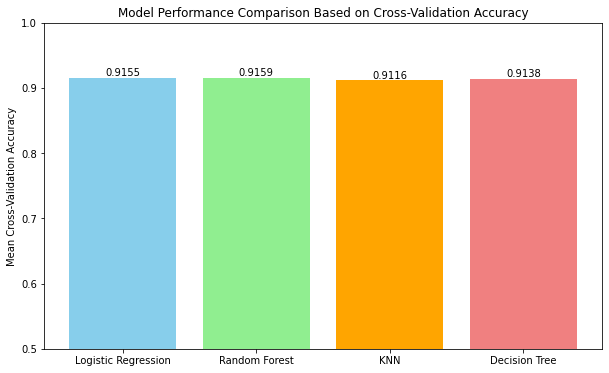 Model Performance Comparison Based on Cross-Validation Accuracy
Mean Cross-Validation Accuracy
1.0
0.9
0.8
0.7
0.6
0.5
0.9155
0.9159
0.9116
0.9138
Logistic Regression
Random Forest
KNN
Decision Tree